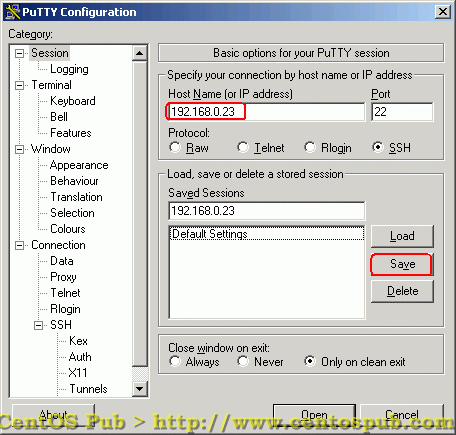 PuTTY Configuration
Category:
Session
Logging
Terminal
Keyboard
Bell
Features
Window
Appearance
Behaviour
Translation
Selection
Colours
Connection
Data
Proxy
Telnet
Rlogin
SSH
Kex
Auth
X11
Tunnels
Basic options for your PuTTY session
Specify your connection by host name or IP address
Host Name (or IP address) Port
192.168.0.23 22
Protocol:
Raw Telnet Rlogin SSH
Load, save or delete a stored session
Saved Sessions
192.168.0.23
Default Settings
Load
Save
Delete
Close window on exit:
Always Never Only on clean exit
About Open Cancel
CentOS Pub > http://www.centospub.com